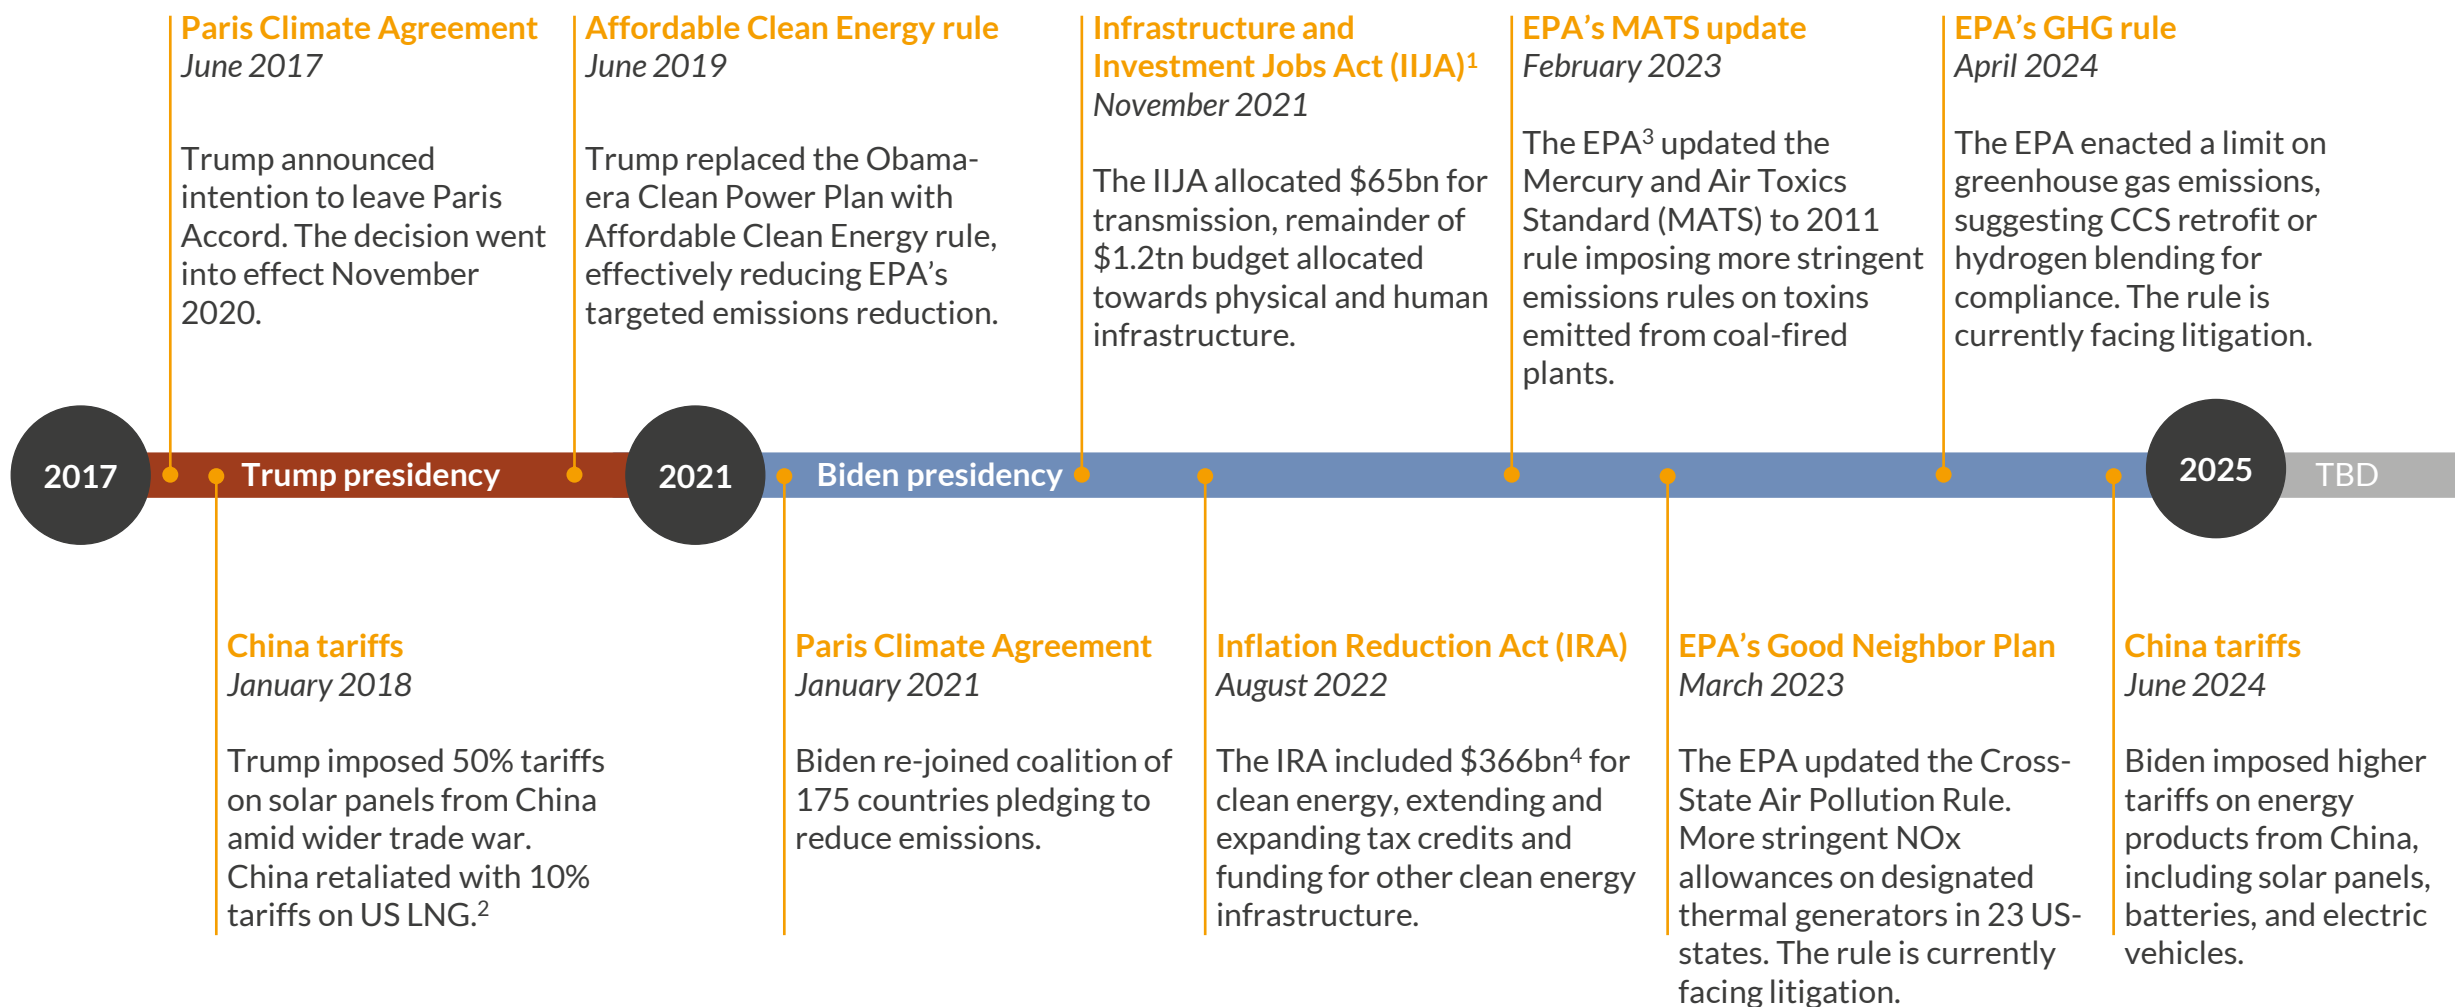 Paris Climate Agreement
June 2017
Trump announced
intention to leave Paris
Accord. The decision went
into effect November
2020.
Affordable Clean Energy rule
June 2019
Trump replaced the Obama-
era Clean Power Plan with
Affordable Clean Energy rule,
effectively reducing EPA’s
targeted emissions reduction.
Infrastructure and
Investment Jobs Act (IIJA)¹
November 2021
The IIJA allocated $65bn for
transmission, remainder of
$1.2tn budget allocated
towards physical and human
infrastructure.
EPA’s MATS update
February 2023
The EPA³ updated the
Mercury and Air Toxics
Standard (MATS) to 2011
rule imposing more stringent
emissions rules on toxins
emitted from coal-fired
plants.
EPA’s GHG rule
April 2024
The EPA enacted a limit on
greenhouse gas emissions,
suggesting CCS retrofit or
hydrogen blending for
compliance. The rule is
currently facing litigation.
2017
Trump presidency
2021
Biden presidency
2025
TBD
China tariffs
January 2018
Trump imposed 50% tariffs
on solar panels from China
amid wider trade war.
China retaliated with 10%
tariffs on US LNG.²
Paris Climate Agreement
January 2021
Biden re-joined coalition of
175 countries pledging to
reduce emissions.
Inflation Reduction Act (IRA)
August 2022
The IRA included $366bn⁴ for
clean energy, extending and
expanding tax credits and
funding for other clean energy
infrastructure.
EPA’s Good Neighbor Plan
March 2023
The EPA updated the Cross-
State Air Pollution Rule.
More stringent NOx
allowances on designated
thermal generators in 23 US-
states. The rule is currently
facing litigation.
China tariffs
June 2024
Biden imposed higher
tariffs on energy
products from China,
including solar panels,
batteries, and electric
vehicles.